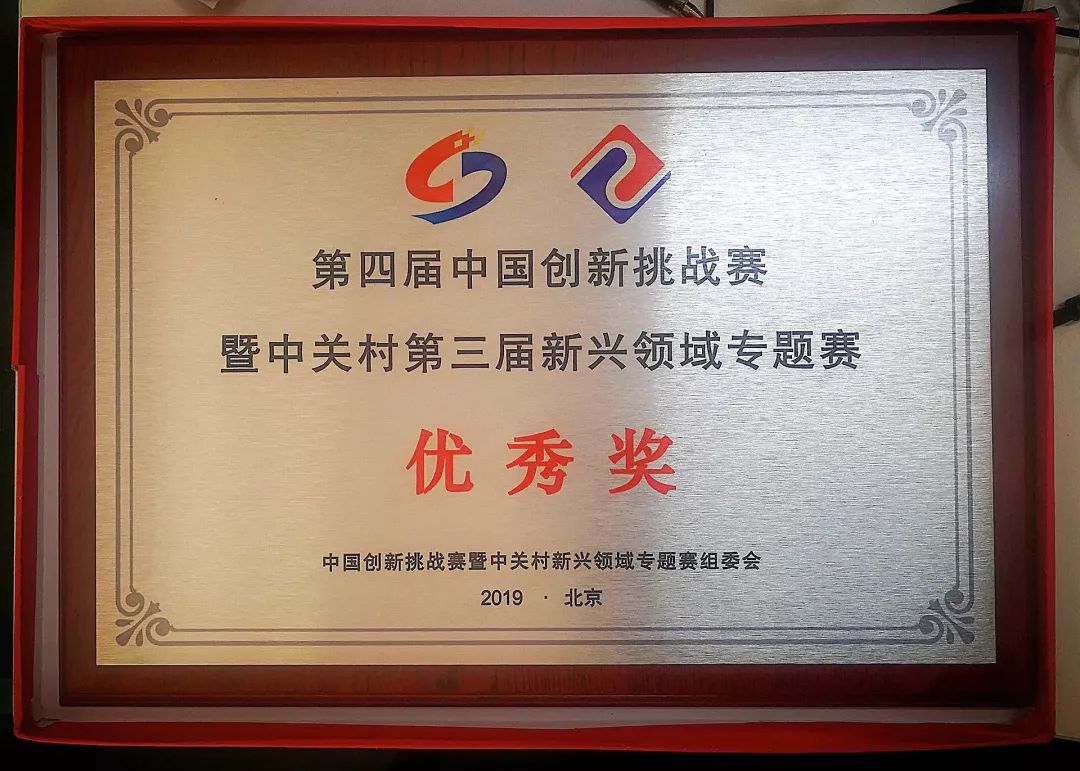 第四届中国创新挑战赛
暨中关村第三届新兴领域专题赛
优秀奖
中国创新挑战赛暨中关村新兴领域专题赛组委会
2019 · 北京